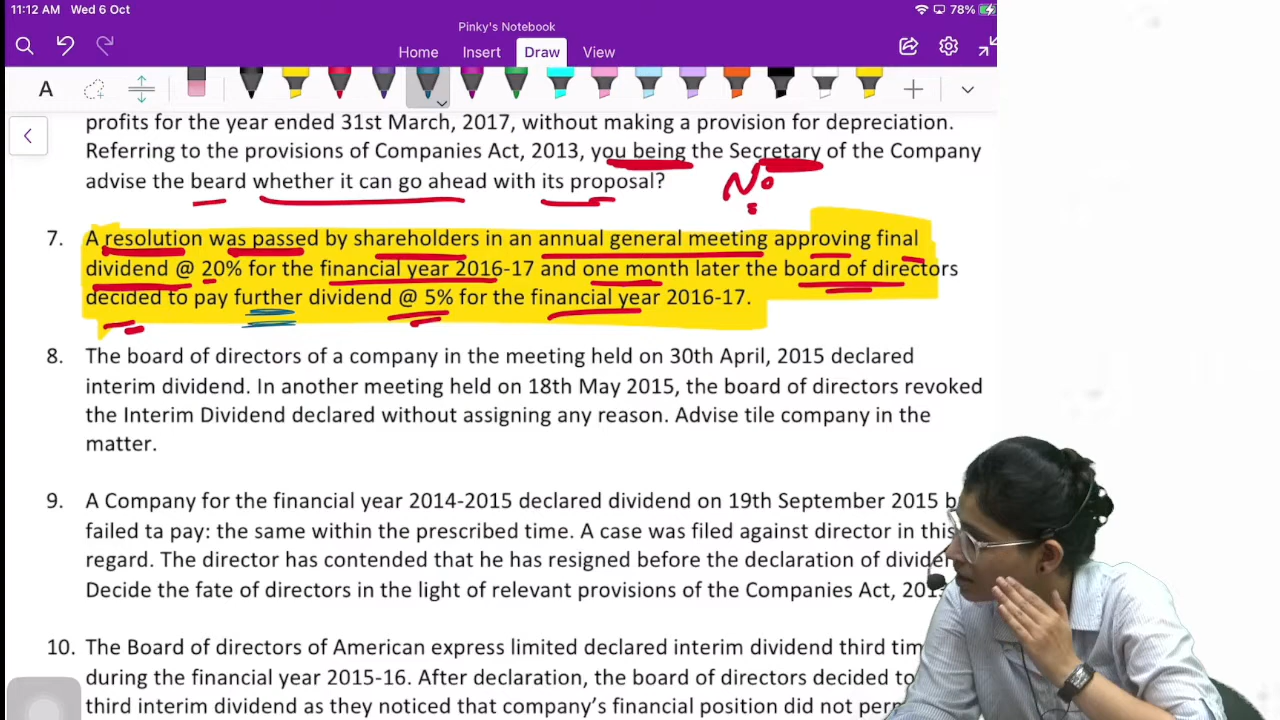 11:12 AM Wed 6 Oct
78%
Pinky's Notebook
Home Insert Draw View
A
profits for the year ended 31st March, 2017, without making a provision for depreciation.
Referring to the provisions of Companies Act, 2013, you being the Secretary of the Company
advise the beard whether it can go ahead with its proposal?
No
7. A resolution was passed by shareholders in an annual general meeting approving final
dividend @ 20% for the financial year 2016-17 and one month later the board of directors
decided to pay further dividend @ 5% for the financial year 2016-17.
8. The board of directors of a company in the meeting held on 30th April, 2015 declared
interim dividend. In another meeting held on 18th May 2015, the board of directors revoked
the Interim Dividend declared without assigning any reason. Advise tile company in the
matter.
9. A Company for the financial year 2014-2015 declared dividend on 19th September 2015
failed ta pay: the same within the prescribed time. A case was filed against director in this
regard. The director has contended that he has resigned before the declaration of
Decide the fate of directors in the light of relevant provisions of the Companies Act,
10. The Board of directors of American express limited declared interim dividend third
during the financial year 2015-16. After declaration, the board of directors decided to
third interim dividend as they noticed that company's financial position did not